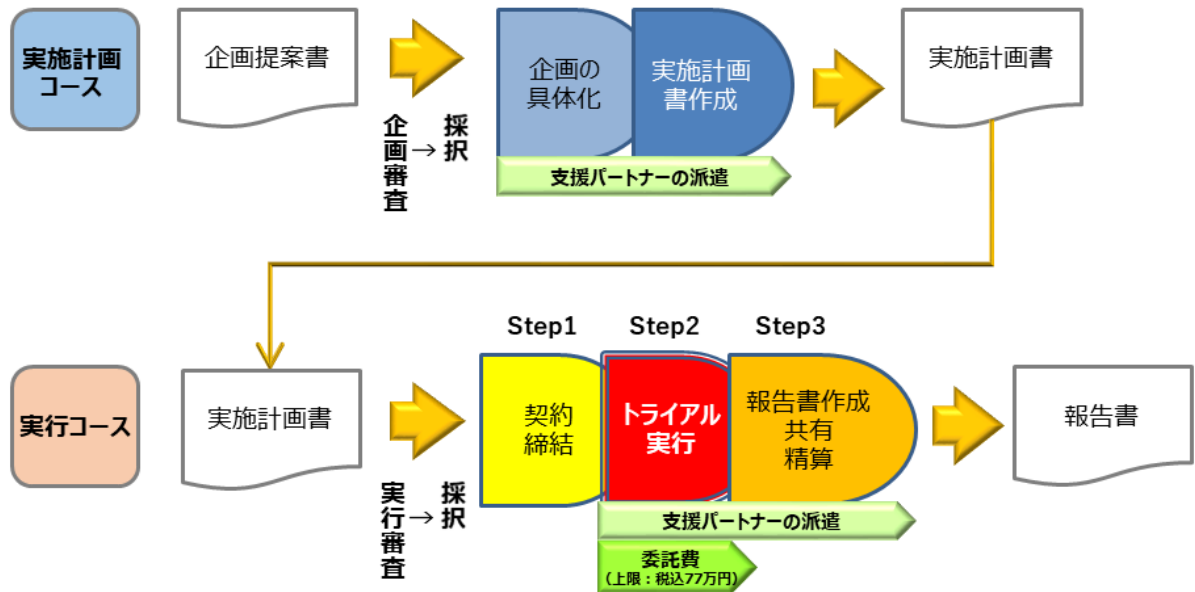 実施計画
コース
企画提案書
企画審査→採択
企画の
具体化
実施計画
書作成
支援パートナーの派遣
実施計画書
実行コース
実施計画書
実行審査→採択
Step1
Step2
Step3
契約
締結
トライアル
実行
報告書作成
共有
精算
支援パートナーの派遣
委託費
(上限：税込77万円)
報告書